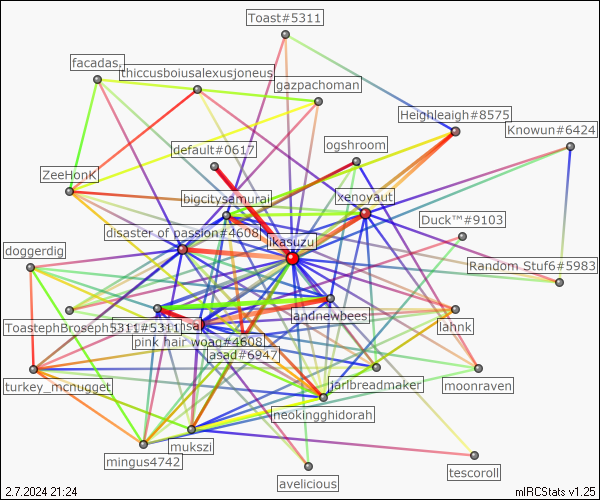 Toast#5311
facadas.
thiccusboiusalexusjoneus
gazpachoman
Heighleaigh#8575
Knowun#6424
default#0617
ogshroom
ZeeHonK
bigcitysamurai
xenoyaut
Duck™#9103
disaster of passion#4608
ikasuzu
doggerdig
Random Stuf6#5983
andnewbees
lahnk
ToastephBroseph5311#5311
pink hair woag#4608
asad#6947
turkey_mcnugget
jarlbreadmaker
moonraven
neokingghidorah
mukszi
mingus4742
tescoroll
avelicious
2.7.2024 21:24
mIRCStats v1.25